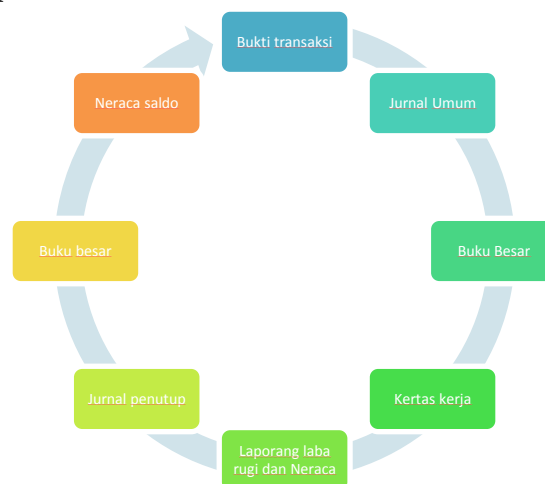 Bukti transaksi
Jurnal Umum
Buku Besar
Kertas kerja
Laporang laba
rugi dan Neraca
Jurnal penutup
Buku besar
Neraca saldo